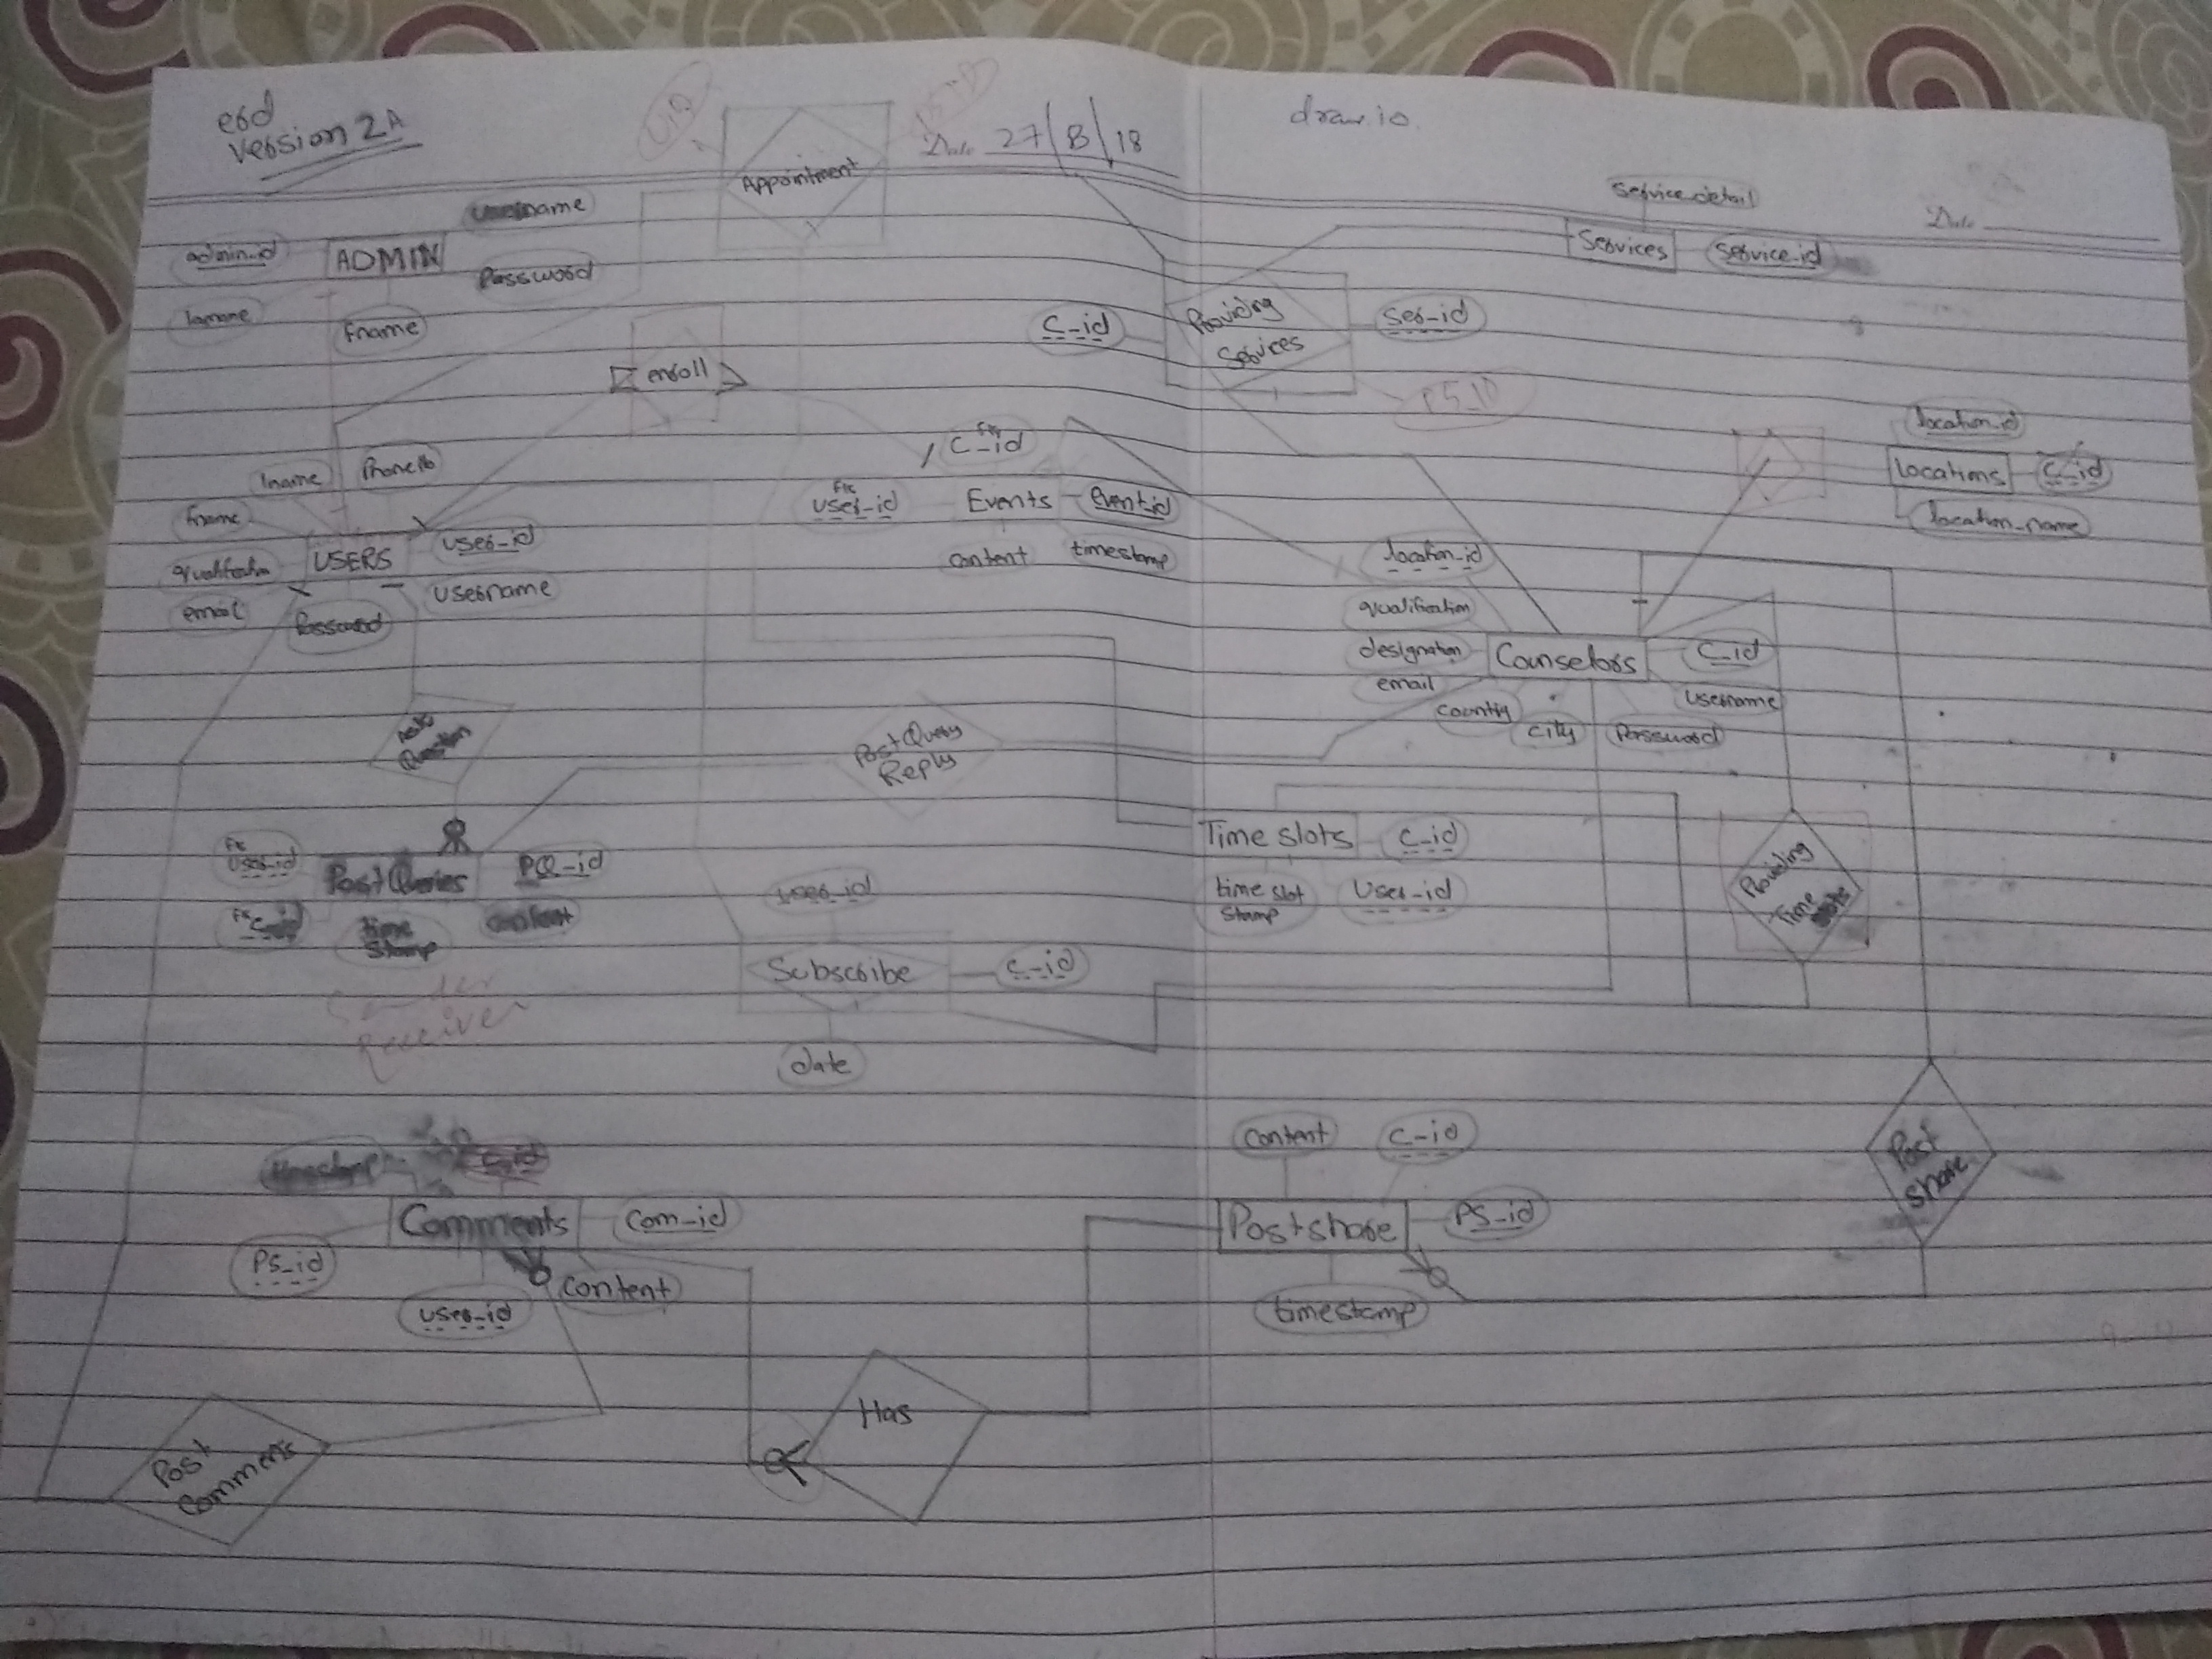 erd
version 2A
Date 27/8/18
draw.io
Date
U_ID
Appointment
username
admin_id
ADMIN
Password
lname
Fname
enroll
Service detail
Services
Service_id
C_id
Providing
Services
Ser_id
PS_ID
lname
Phone No
fname
qualification
USERS
user_id
email
Password
username
FK
C_id
FK
user_id
Events
event_id
content
timestamp
location_id
locations
C_id
location_name
location_id
qualification
designation
Counselors
C_id
email
username
country
city
Password
Question
Post Query
Reply
FK
User_id
Post Queries
PQ_id
FK
C_id
time
stamp
content
Sender
Receiver
Time slots
C_id
time slot
stamp
User_id
Providing
Time
user_id
Subscribe
C_id
date
Post
share
timestamp
C_id
Comments
Com_id
PS_id
user_id
content
Content
C_id
Postshare
PS_id
timestamp
Has
Post
Comments